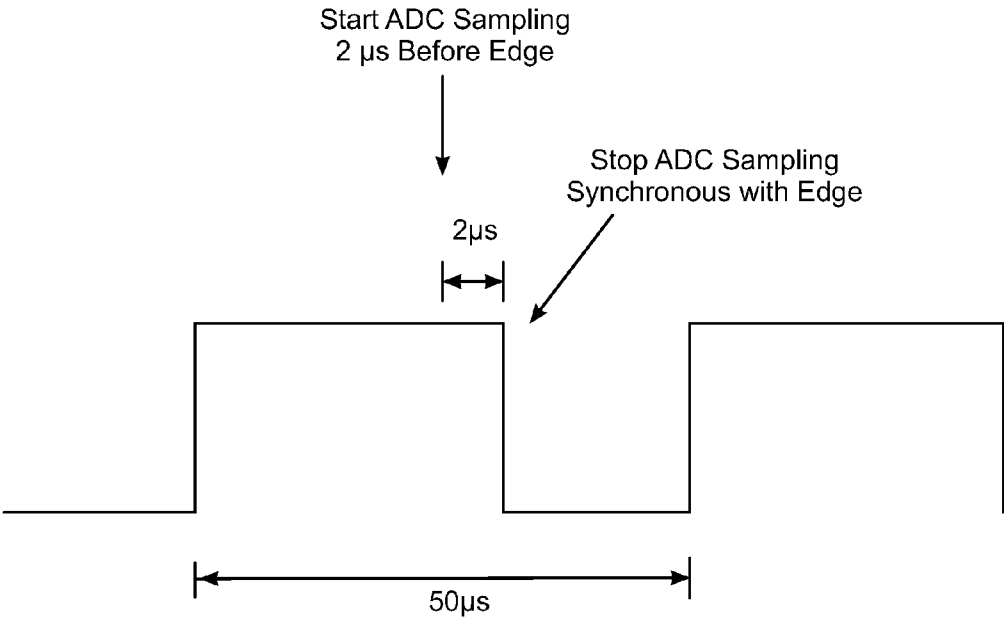 Start ADC Sampling
2 µs Before Edge
Stop ADC Sampling
Synchronous with Edge
2µs
50µs